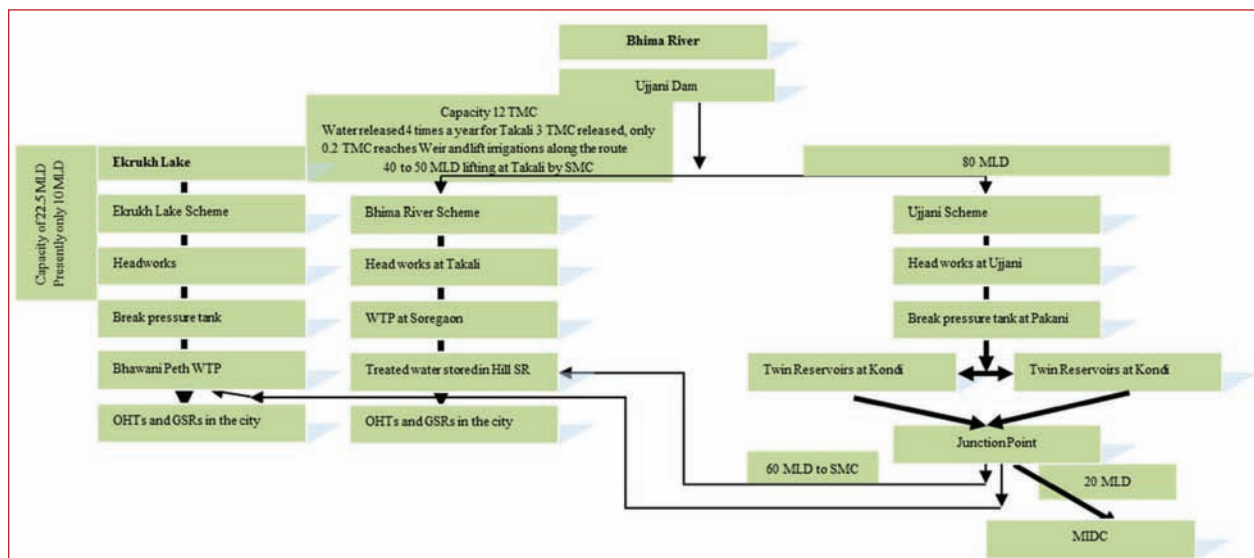 Bhima River
Ujjani Dam
Capacity 12 TMC
Water released 4 times a year for Takali 3 TMC released, only
0.2 TMC reaches Weir and lift irrigations along the route
40 to 50 MLD lifting at Takali by SMC
80 MLD
Capacity of 22.5 MLD
Presently only 10 MLD
Ekrukh Lake
Ekrukh Lake Scheme
Headworks
Break pressure tank
Bhawani Peth WTP
OHTs and GSRs in the city
Bhima River Scheme
Head works at Takali
WTP at Soregaon
Treated water stored in Hill SR
OHTs and GSRs in the city
Ujjani Scheme
Head works at Ujjani
Break pressure tank at Pakani
Twin Reservoirs at Kondi
Twin Reservoirs at Kondi
Junction Point
60 MLD to SMC
20 MLD
MIDC